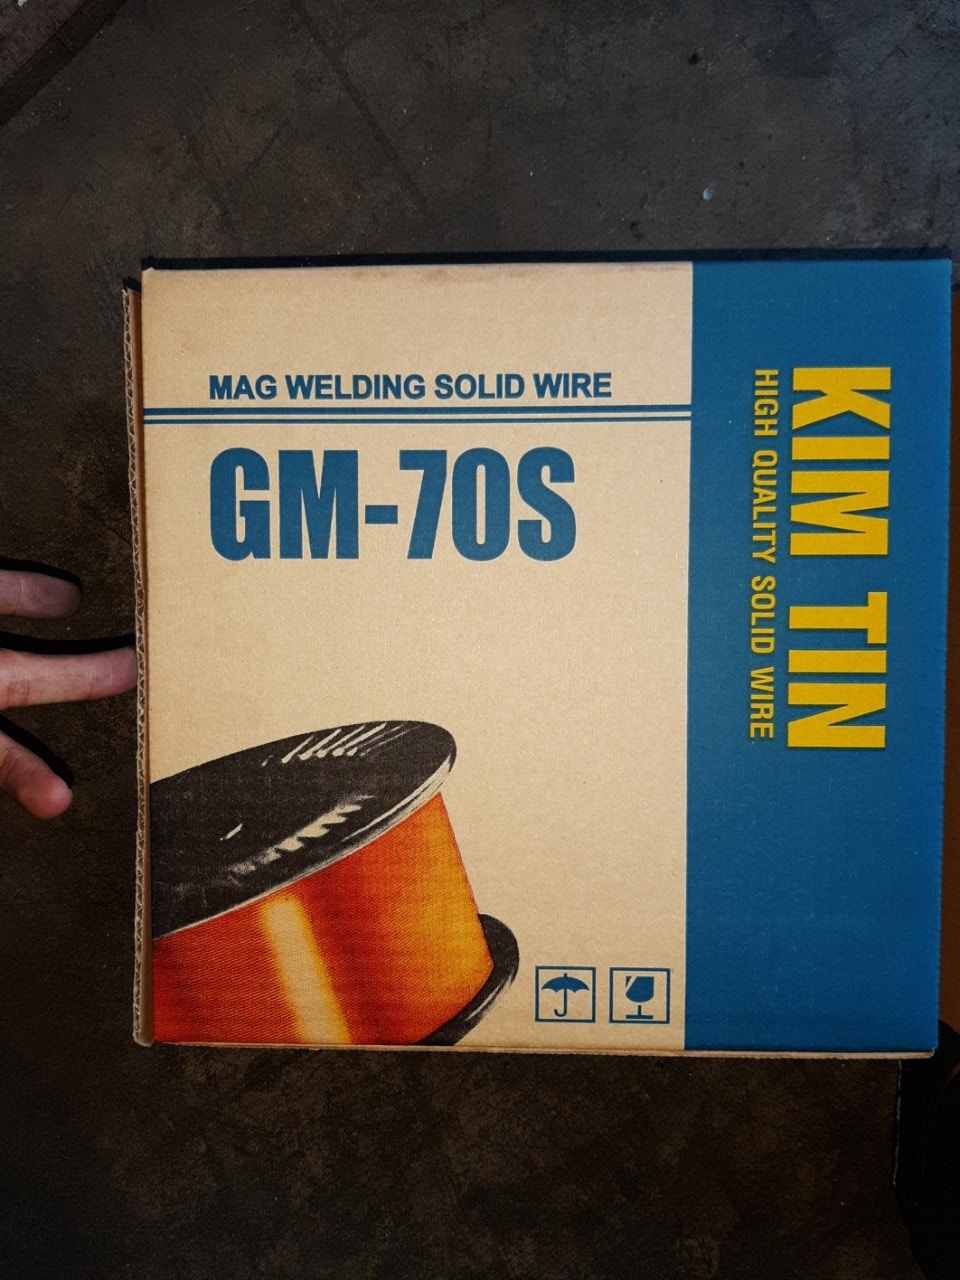 MAG WELDING SOLID WIRE
GM-70S
KIM TIN
HIGH QUALITY SOLID WIRE